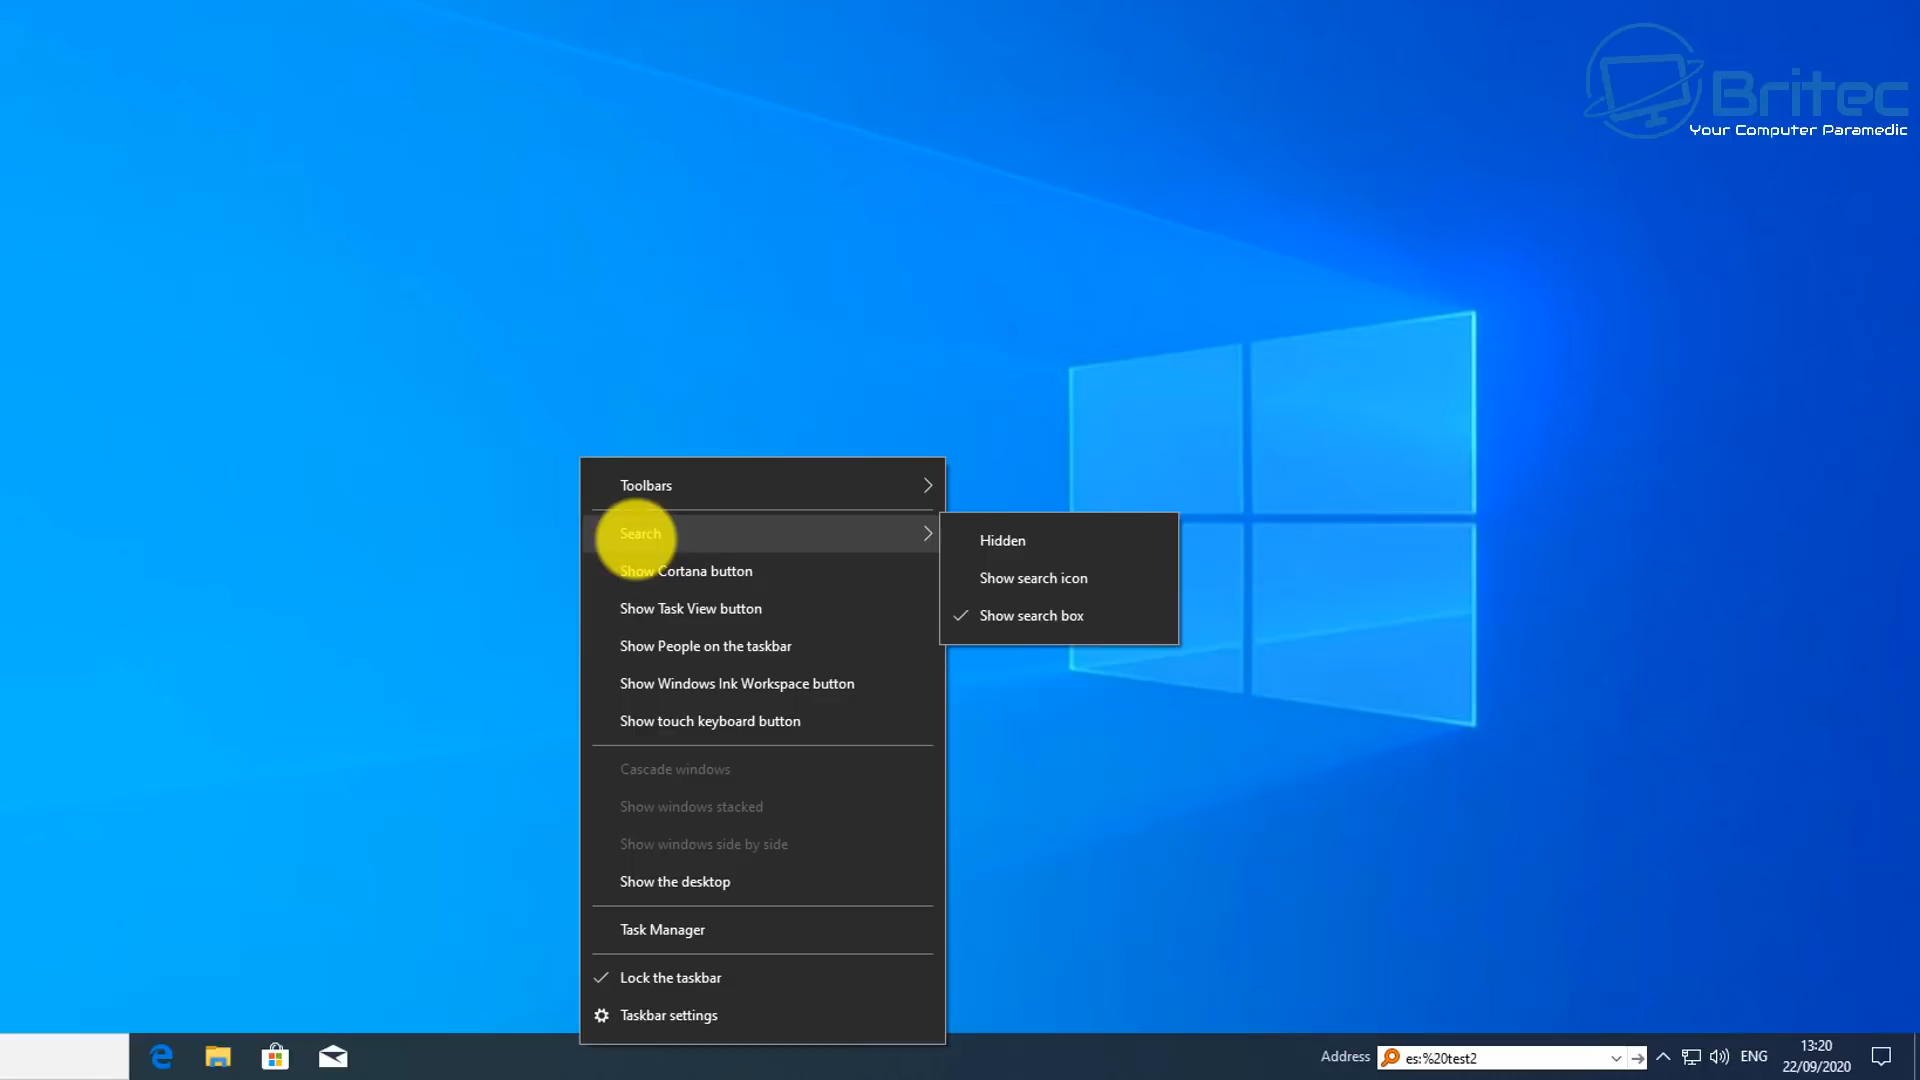 Britec
Your Computer Paramedic
Toolbars
Search
Show Cortana button
Show Task View button
Show People on the taskbar
Show Windows Ink Workspace button
Show touch keyboard button
Cascade windows
Show windows stacked
Show windows side by side
Show the desktop
Task Manager
Lock the taskbar
Taskbar settings
Hidden
Show search icon
Show search box
Address
es:%20test2
ENG
13:20
22/09/2020